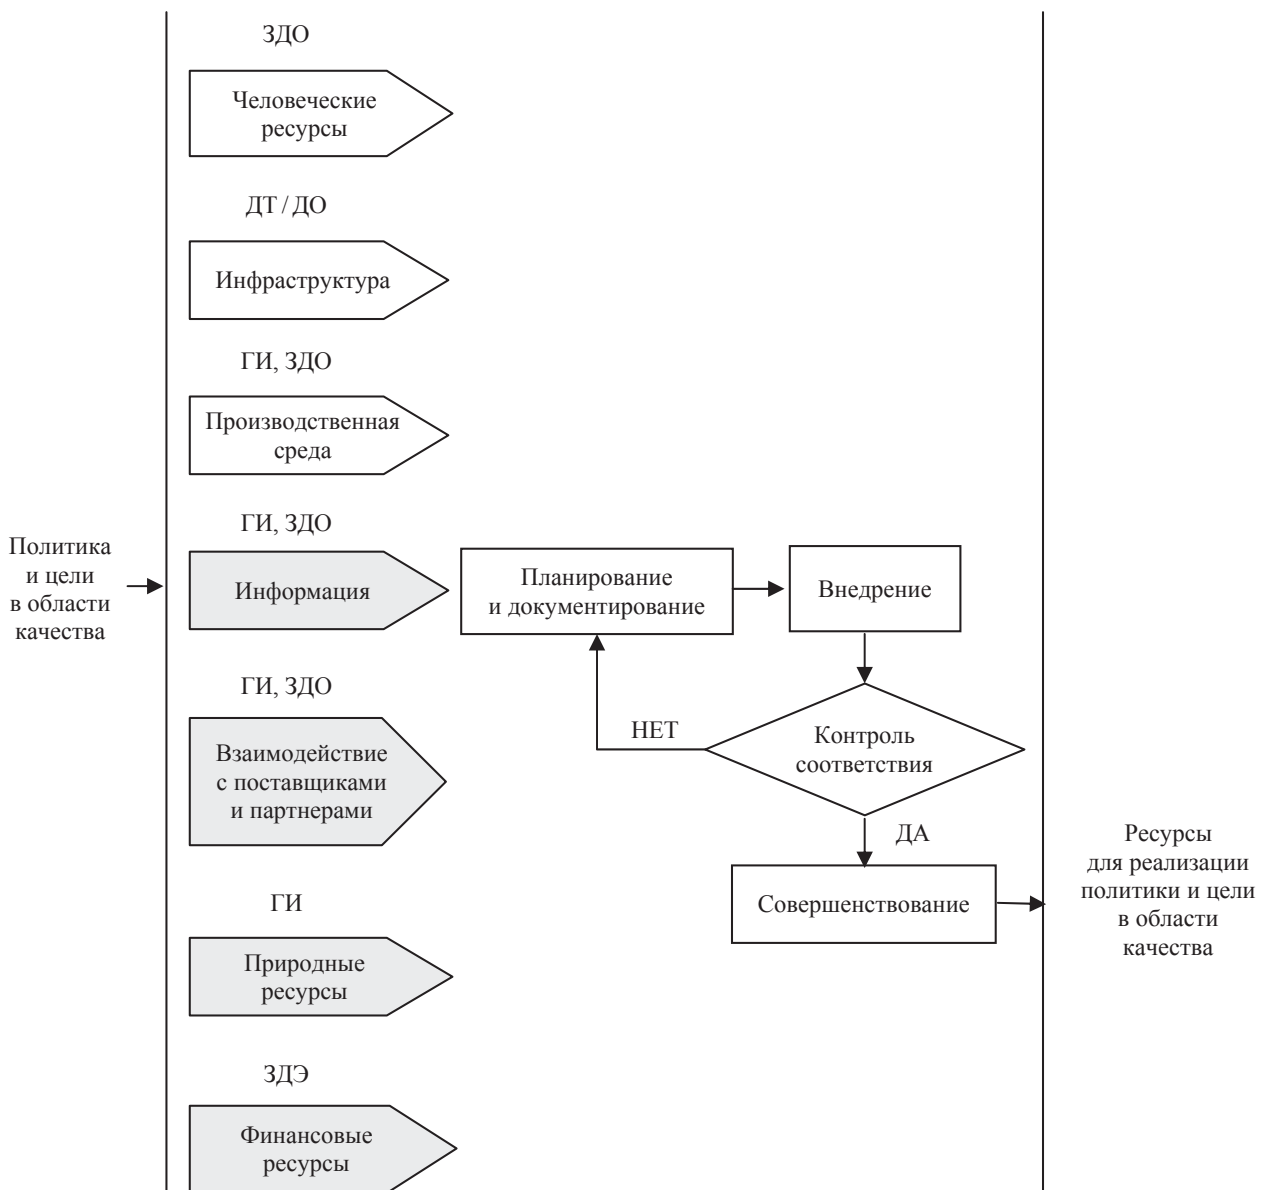 ЗДО
Человеческие
ресурсы
ДТ / ДО
Инфраструктура
ГИ, ЗДО
Производственная
среда
Политика
и цели
в области
качества
ГИ, ЗДО
Информация
Планирование
и документирование
Внедрение
ГИ, ЗДО
Взаимодействие
с поставщиками
и партнерами
НЕТ
Контроль
соответствия
ДА
Совершенствование
Ресурсы
для реализации
политики и цели
в области
качества
ГИ
Природные
ресурсы
ЗДЭ
Финансовые
ресурсы